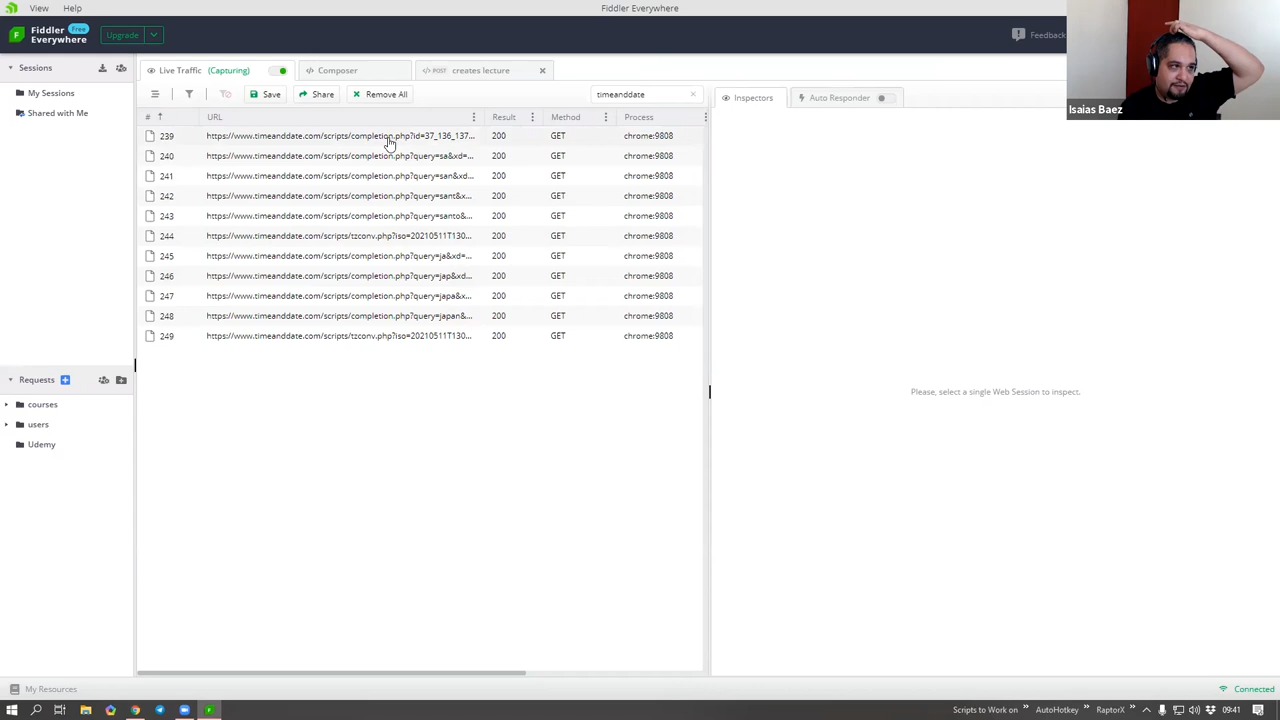 View Help
Fiddler Everywhere
Fiddler Free
Everywhere
Upgrade
Feedback
Isaias Baez
Sessions
My Sessions
Shared with Me
Live Traffic (Capturing)
Composer
POST creates lecture
Save Share Remove All
timeanddate
Inspectors
Auto Responder
# URL Result Method Process
239 https://www.timeanddate.com/scripts/completion.php?id=37_136_137... 200 GET chrome:9808
240 https://www.timeanddate.com/scripts/completion.php?query=sa&xd=... 200 GET chrome:9808
241 https://www.timeanddate.com/scripts/completion.php?query=san&xd... 200 GET chrome:9808
242 https://www.timeanddate.com/scripts/completion.php?query=sant&x... 200 GET chrome:9808
243 https://www.timeanddate.com/scripts/completion.php?query=santo&... 200 GET chrome:9808
244 https://www.timeanddate.com/scripts/tzconv.php?iso=20210511T130... 200 GET chrome:9808
245 https://www.timeanddate.com/scripts/completion.php?query=ja&xd=... 200 GET chrome:9808
246 https://www.timeanddate.com/scripts/completion.php?query=jap&xd... 200 GET chrome:9808
247 https://www.timeanddate.com/scripts/completion.php?query=japa&x... 200 GET chrome:9808
248 https://www.timeanddate.com/scripts/completion.php?query=japan&... 200 GET chrome:9808
249 https://www.timeanddate.com/scripts/tzconv.php?iso=20210511T130... 200 GET chrome:9808
Please, select a single Web Session to inspect.
Requests
courses
users
Udemy
My Resources
Connected
Scripts to Work on » AutoHotkey » RaptorX » 09:41